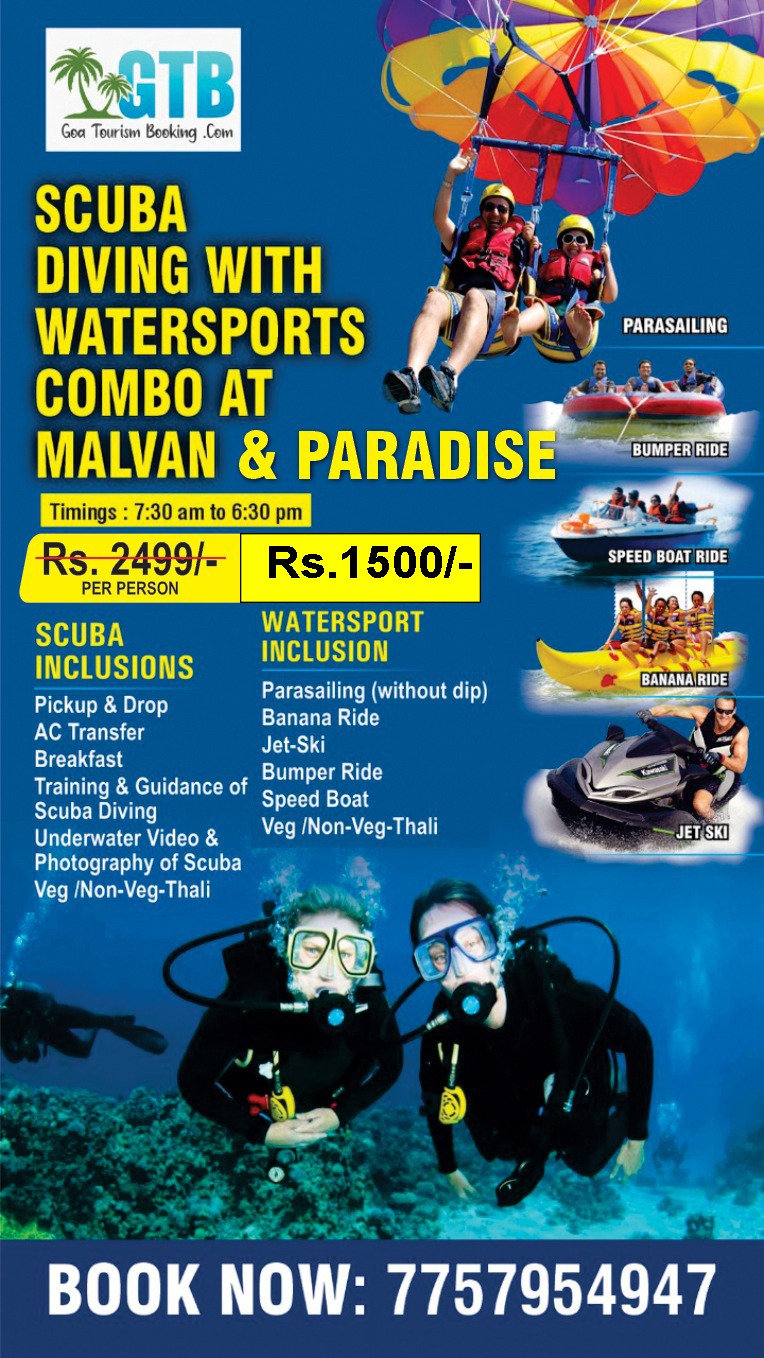 GTB
Goa Tourism Booking .Com
SCUBA
DIVING WITH
WATERSPORTS
COMBO AT
MALVAN & PARADISE
Timings : 7:30 am to 6:30 pm
Rs. 2499/-
PER PERSON
Rs.1500/-
SCUBA
INCLUSIONS
Pickup & Drop
AC Transfer
Breakfast
Training & Guidance of
Scuba Diving
Underwater Video &
Photography of Scuba
Veg /Non-Veg-Thali
WATERSPORT
INCLUSION
Parasailing (without dip)
Banana Ride
Jet-Ski
Bumper Ride
Speed Boat
Veg /Non-Veg-Thali
PARASAILING
BUMPER RIDE
SPEED BOAT RIDE
BANANA RIDE
Kawasaki
JET SKI
BOOK NOW: 7757954947